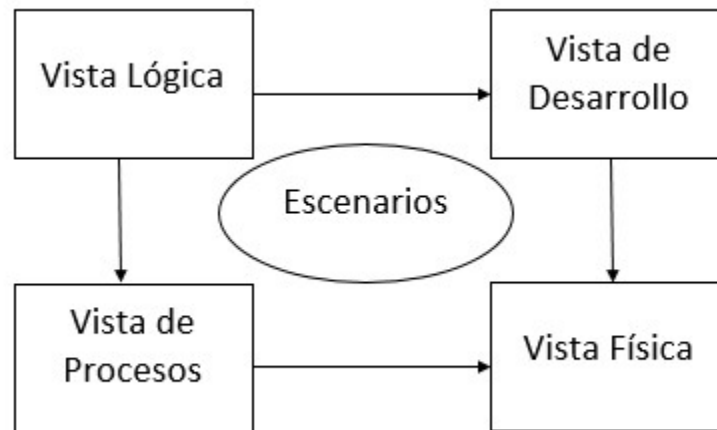 Vista Lógica
Vista de
Desarrollo
Escenarios
Vista de
Procesos
Vista Física